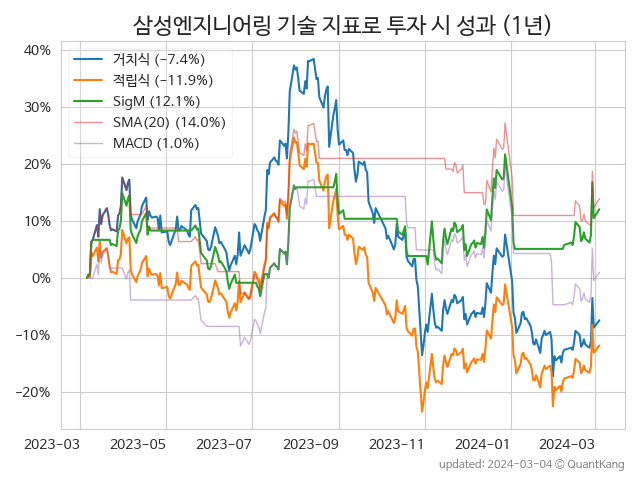 삼성엔지니어링 기술 지표로 투자 시 성과 (1년)
40%
30%
20%
10%
0%
−10%
−20%
거치식 (−7.4%)
적립식 (−11.9%)
SigM (12.1%)
SMA(20) (14.0%)
MACD (1.0%)
2023-03
2023-05
2023-07
2023-09
2023-11
2024-01
2024-03
updated: 2024-03-04 © QuantKang